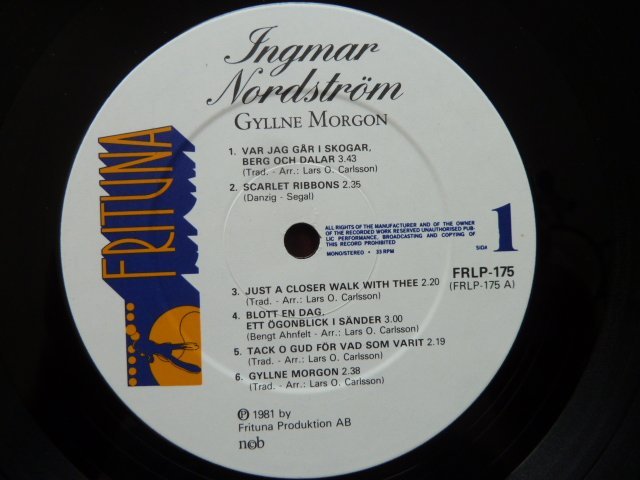 Ingmar
Nordström
GYLLNE MORGON
FRITUNA
1. VAR JAG GÅR I SKOGAR,
BERG OCH DALAR 3.43
(Trad. - Arr.: Lars O. Carlsson)
2. SCARLET RIBBONS 2.35
(Danzig - Segal)
ALL RIGHTS OF THE MANUFACTURER AND OF THE OWNER
OF THE RECORDED WORK RESERVED UNAUTHORISED PUB-
LIC PERFORMANCE, BROADCASTING AND COPYING OF
THIS RECORD PROHIBITED
MONO/STEREO • 33 RPM
SIDA 1
3. JUST A CLOSER WALK WITH THEE 2.20
(Trad. - Arr.: Lars O. Carlsson)
FRLP-175
(FRLP-175 A)
4. BLOTT EN DAG,
ETT ÖGONBLICK I SÄNDER 3.00
(Bengt Ahnfelt - Arr.: Lars O. Carlsson)
5. TACK O GUD FÖR VAD SOM VARIT 2.19
(Trad. - Arr.: Lars O. Carlsson)
6. GYLLNE MORGON 2.38
(Trad. - Arr.: Lars O. Carlsson)
℗ 1981 by
Frituna Produktion AB
ncb